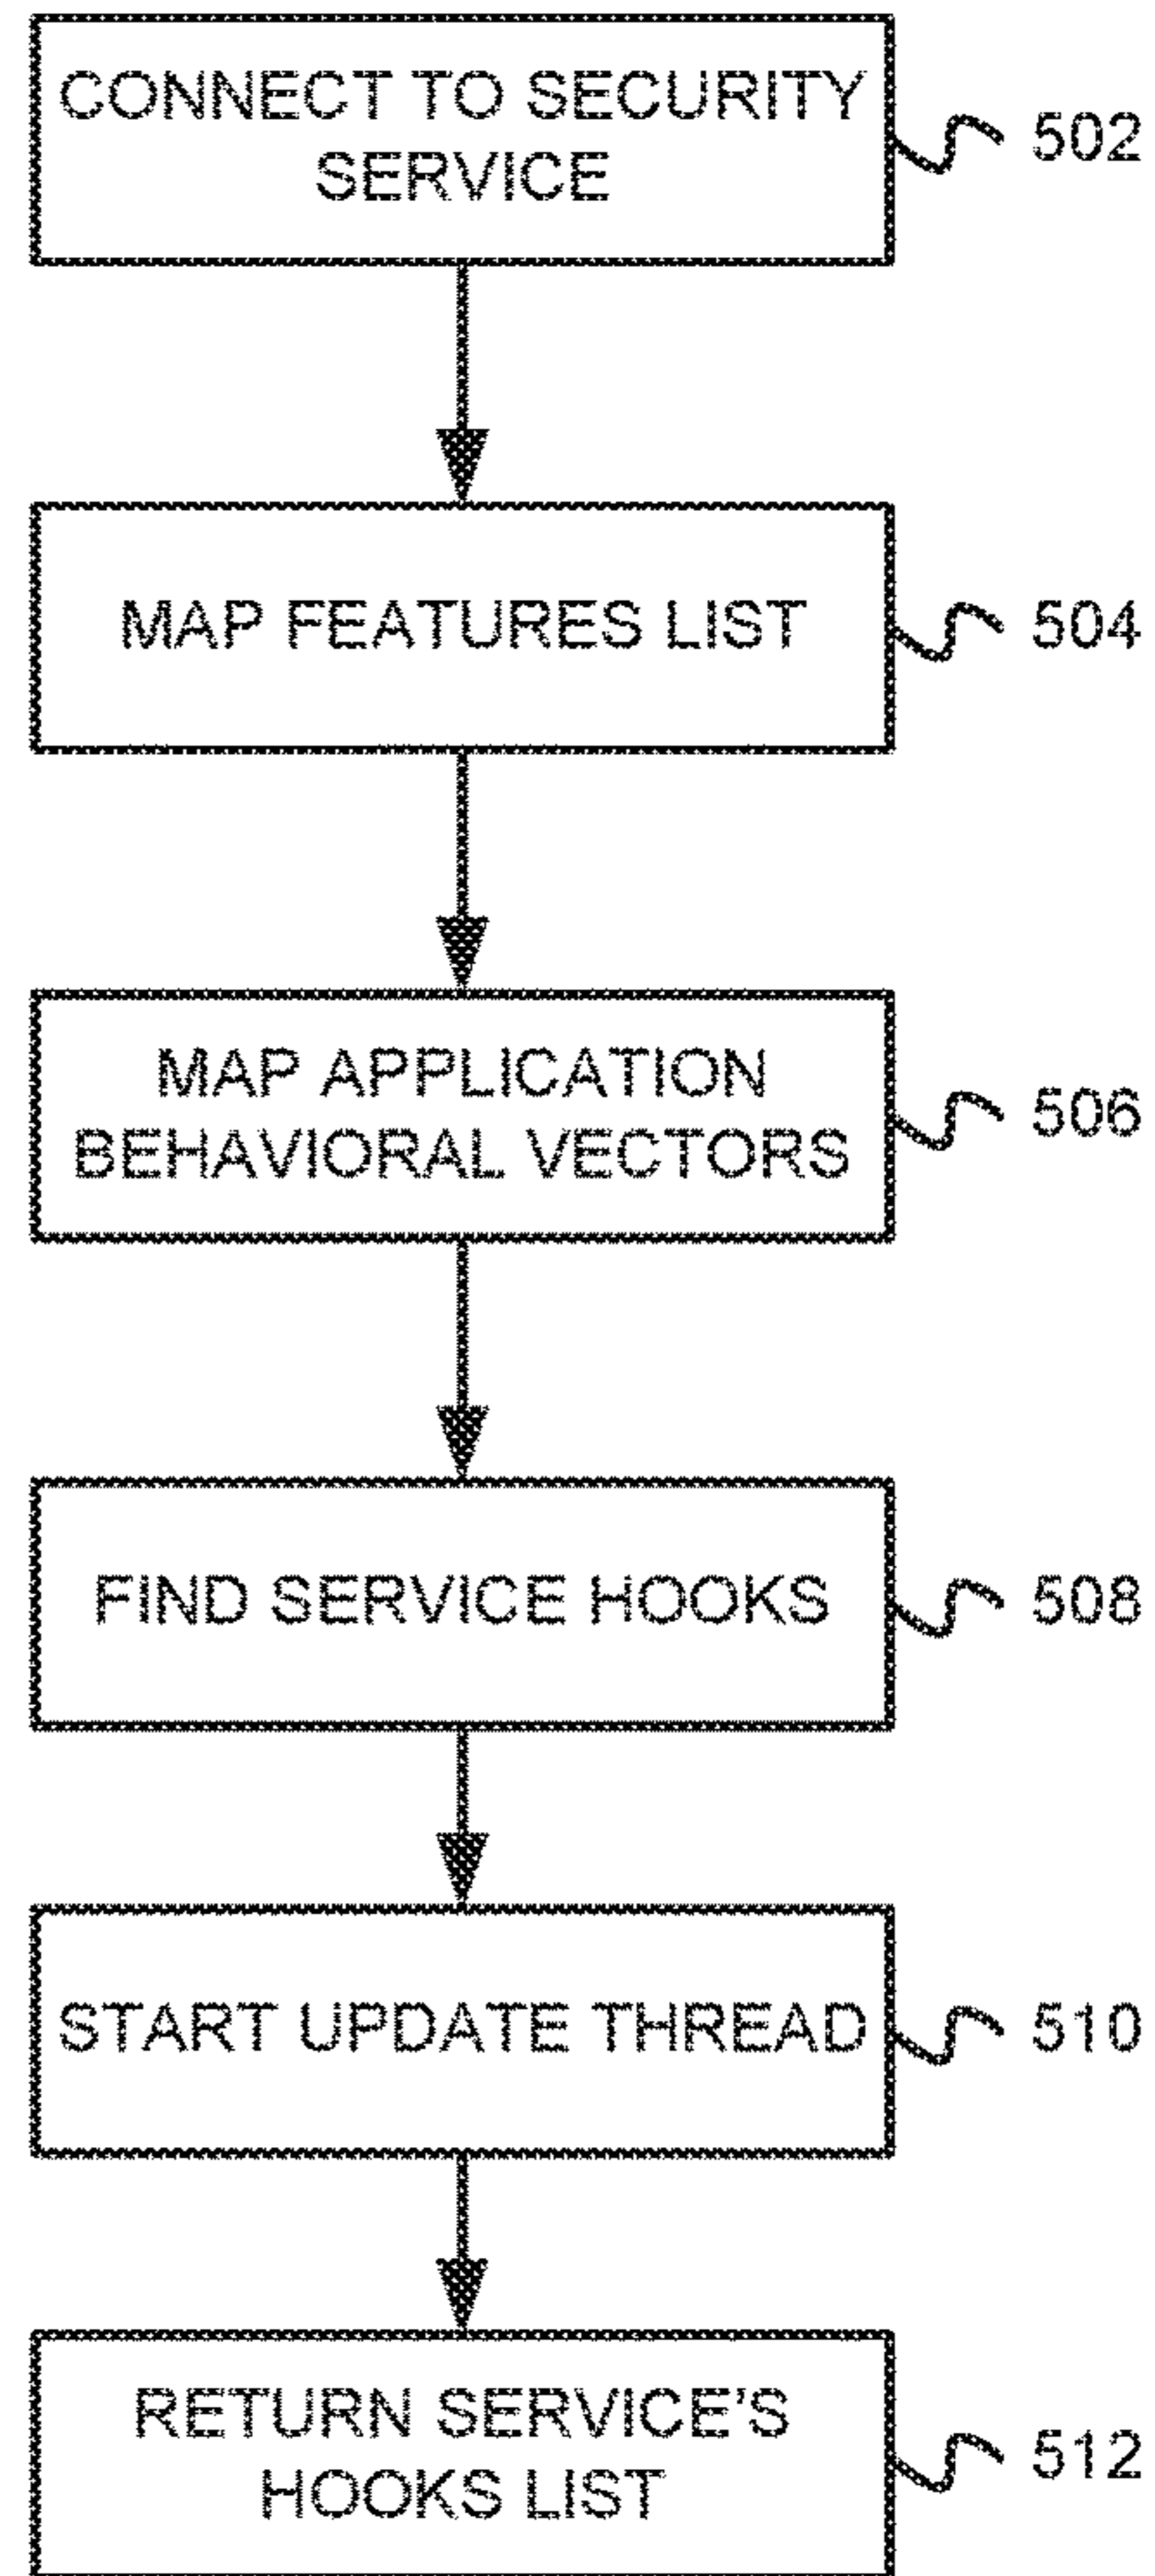 CONNECT TO SECURITY
SERVICE
502
MAP FEATURES LIST
504
MAP APPLICATION
BEHAVIORAL VECTORS
506
FIND SERVICE HOOKS
508
START UPDATE THREAD
510
RETURN SERVICE'S
HOOKS LIST
512